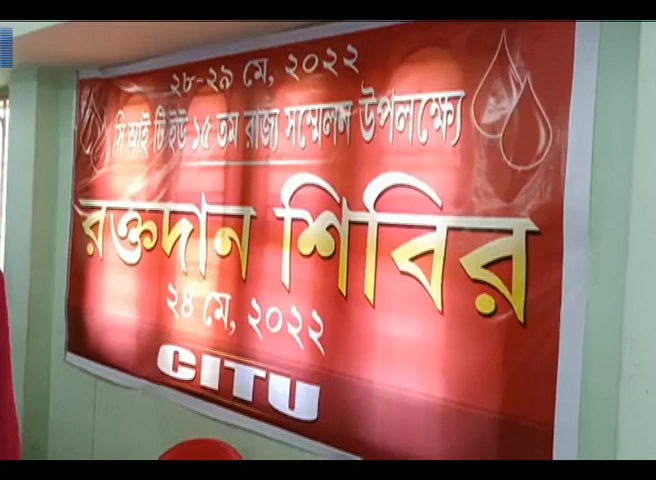 ২৮-২৯ মে, ২০২২
সি আই টি ইউ ১৫ তম রাজ্য সম্মেলন উপলক্ষ্যে
রক্তদান শিবির
২৪ মে, ২০২২
CITU